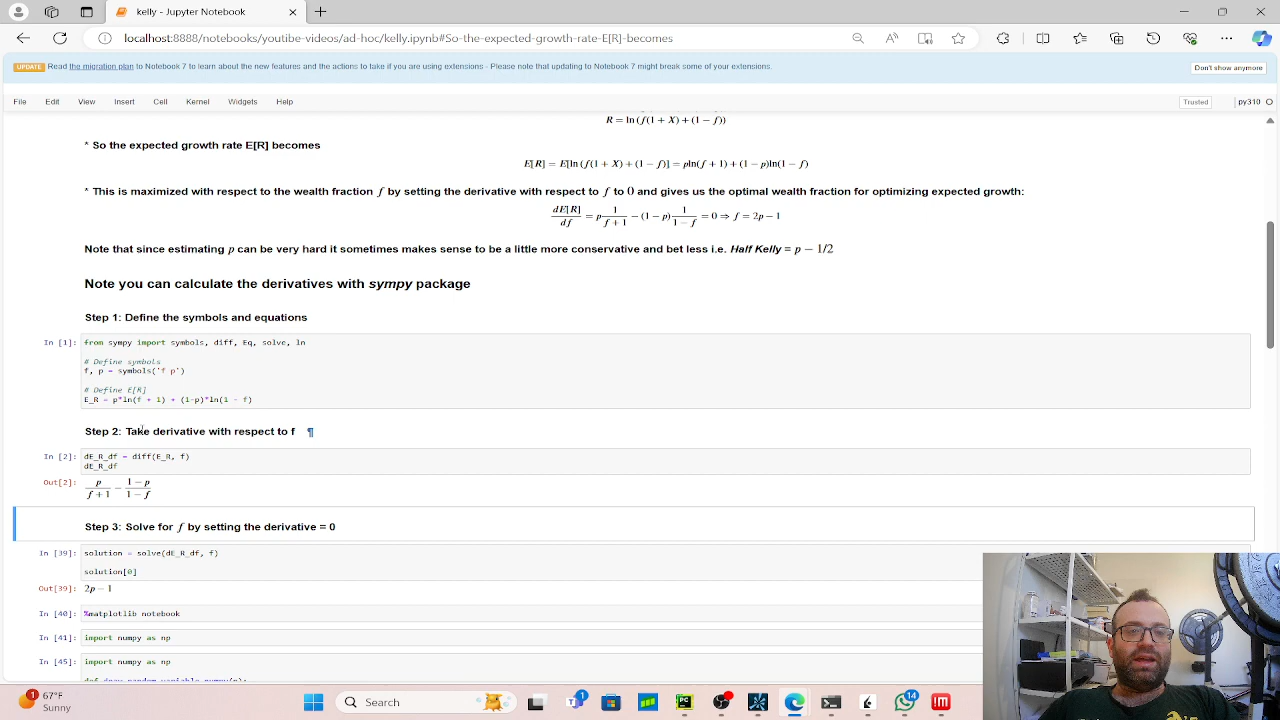 kelly - Jupyter Notebook
localhost:8888/notebooks/youtibe-videos/ad-hoc/kelly.ipynb#So-the-expected-growth-rate-E[R]-becomes
UPDATE Read the migration plan to Notebook 7 to learn about the new features and the actions to take if you are using extensions - Please note that updating to Notebook 7 might break some of your extensions.
Don't show anymore
File Edit View Insert Cell Kernel Widgets Help
Trusted
py310
R = ln (f(1 + X) + (1 − f))
* So the expected growth rate E[R] becomes
E[R] = E[ln (f(1 + X) + (1 − f)] = pln(f + 1) + (1 − p)ln(1 − f)
* This is maximized with respect to the wealth fraction f by setting the derivative with respect to f to 0 and gives us the optimal wealth fraction for optimizing expected growth:
dE[R]/df = p 1/(f + 1) − (1 − p) 1/(1 − f) = 0 ⇒ f = 2p − 1
Note that since estimating p can be very hard it sometimes makes sense to be a little more conservative and bet less i.e. Half Kelly = p − 1/2
Note you can calculate the derivatives with sympy package
Step 1: Define the symbols and equations
In [1]: from sympy import symbols, diff, Eq, solve, ln
# Define symbols
f, p = symbols('f p')
# Define E[R]
E_R = p*ln(f + 1) + (1-p)*ln(1 - f)
Step 2: Take derivative with respect to f ¶
In [2]: dE_R_df = diff(E_R, f)
dE_R_df
Out[2]: p/(f + 1) − (1 − p)/(1 − f)
Step 3: Solve for f by setting the derivative = 0
In [39]: solution = solve(dE_R_df, f)
solution[0]
Out[39]: 2p − 1
In [40]: %matplotlib notebook
In [41]: import numpy as np
In [45]: import numpy as np
def draw_random_variable_numpy(p):
1
67°F
Sunny
Search
1
14